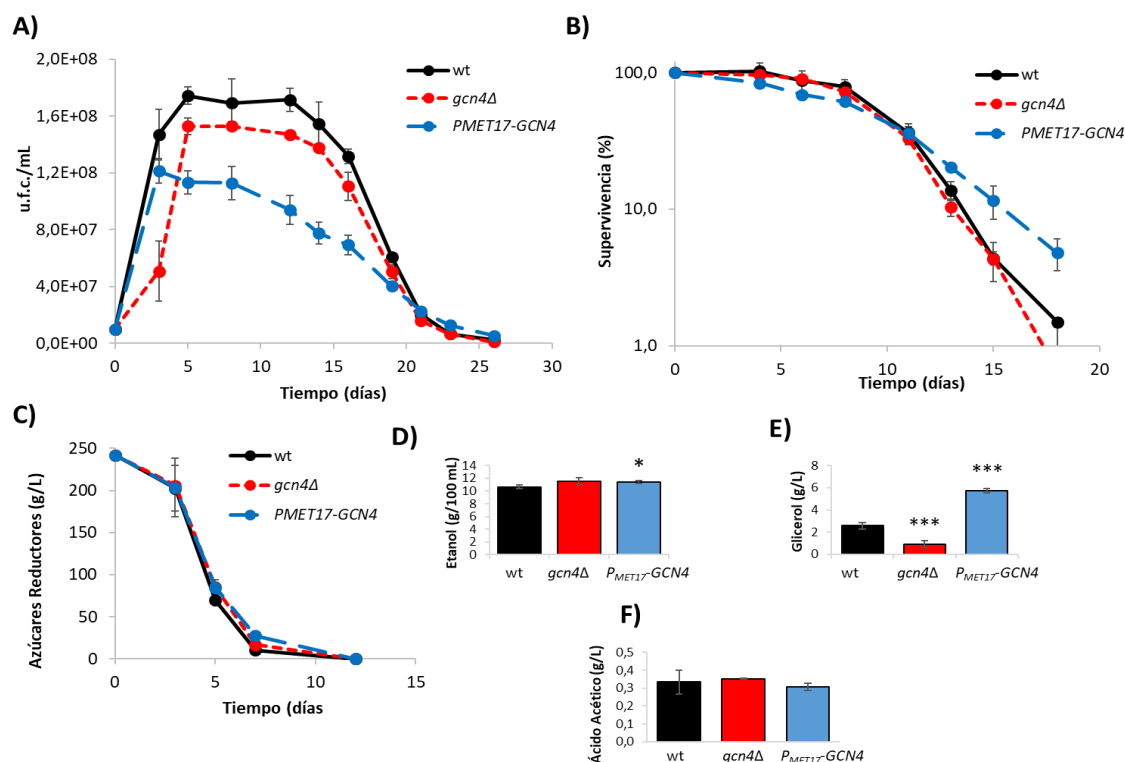 A)
u.f.c./mL
2,0E+08
1,6E+08
1,2E+08
8,0E+07
4,0E+07
0,0E+00
0 5 10 15 20 25 30
Tiempo (días)
wt
gcn4Δ
PMET17-GCN4
B)
Supervivencia (%)
100,0
10,0
1,0
0 5 10 15 20
Tiempo (días)
wt
gcn4Δ
PMET17-GCN4
C)
Azúcares Reductores (g/L)
250
200
150
100
50
0
0 5 10 15
Tiempo (días
wt
gcn4Δ
PMET17-GCN4
D)
Etanol (g/100 mL)
14
12
10
8
6
4
2
0
*
wt gcn4Δ PMET17-GCN4
E)
Glicerol (g/L)
8
6
4
2
0
*** ***
wt gcn4Δ PMET17-GCN4
F)
Ácido Acético (g/L)
0,5
0,4
0,3
0,2
0,1
0,0
wt gcn4Δ PMET17-GCN4